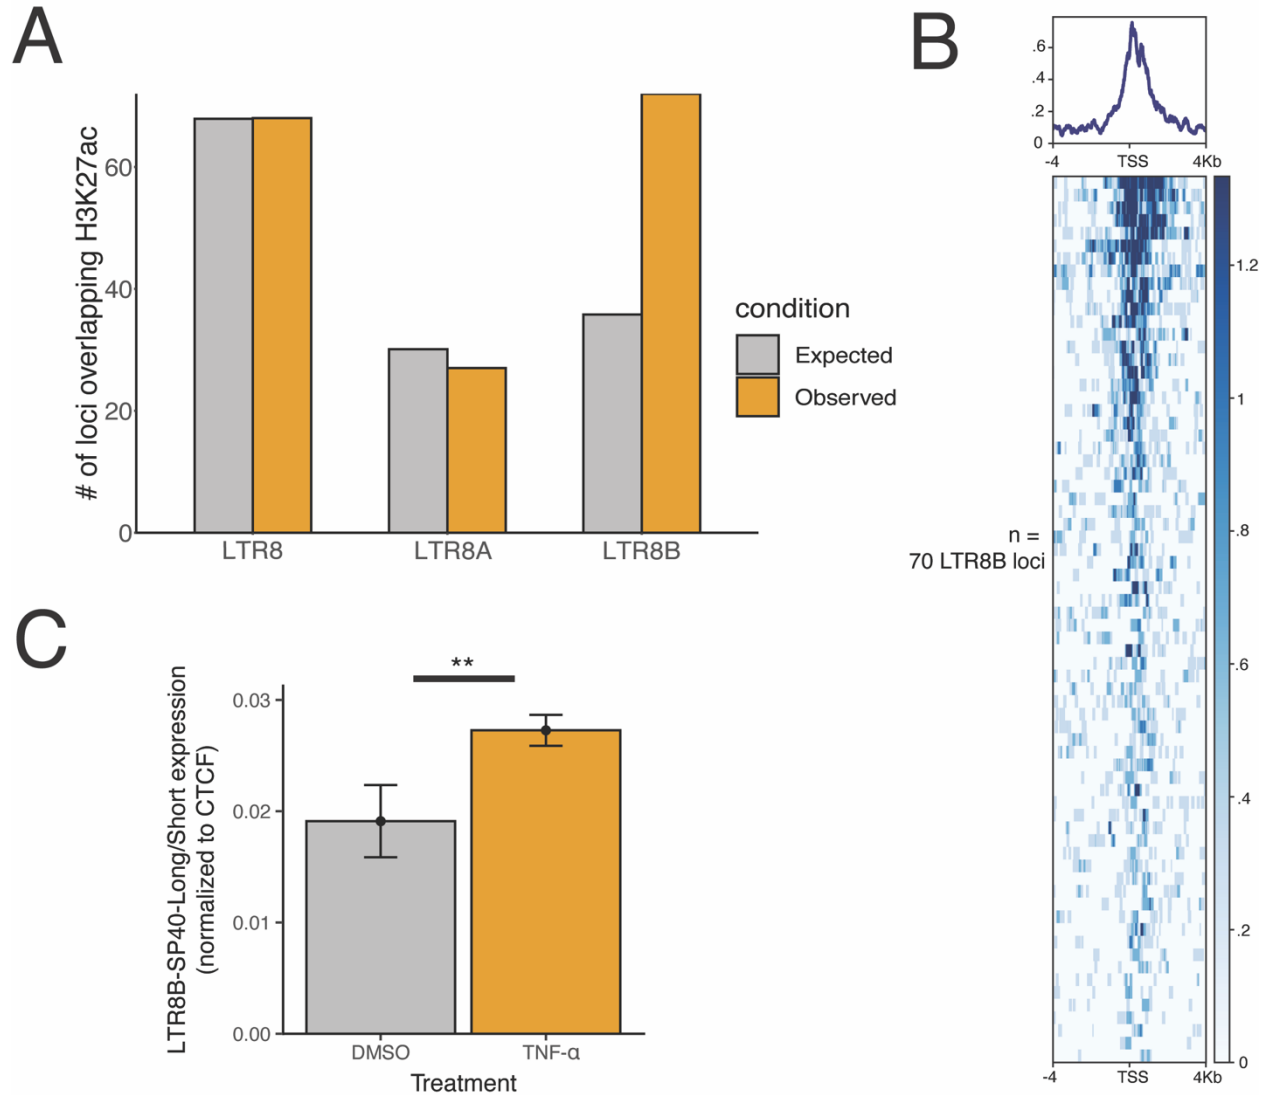 A
# of loci overlapping H3K27ac
60
40
20
0
LTR8
LTR8A
LTR8B
condition
Expected
Observed
B
.6
.4
.2
0
-4
TSS
4Kb
n =
70 LTR8B loci
1.2
1
.8
.6
.4
.2
0
-4
TSS
4Kb
C
LTR8B-SP40-Long/Short expression
(normalized to CTCF)
**
0.03
0.02
0.01
0.00
DMSO
TNF-α
Treatment